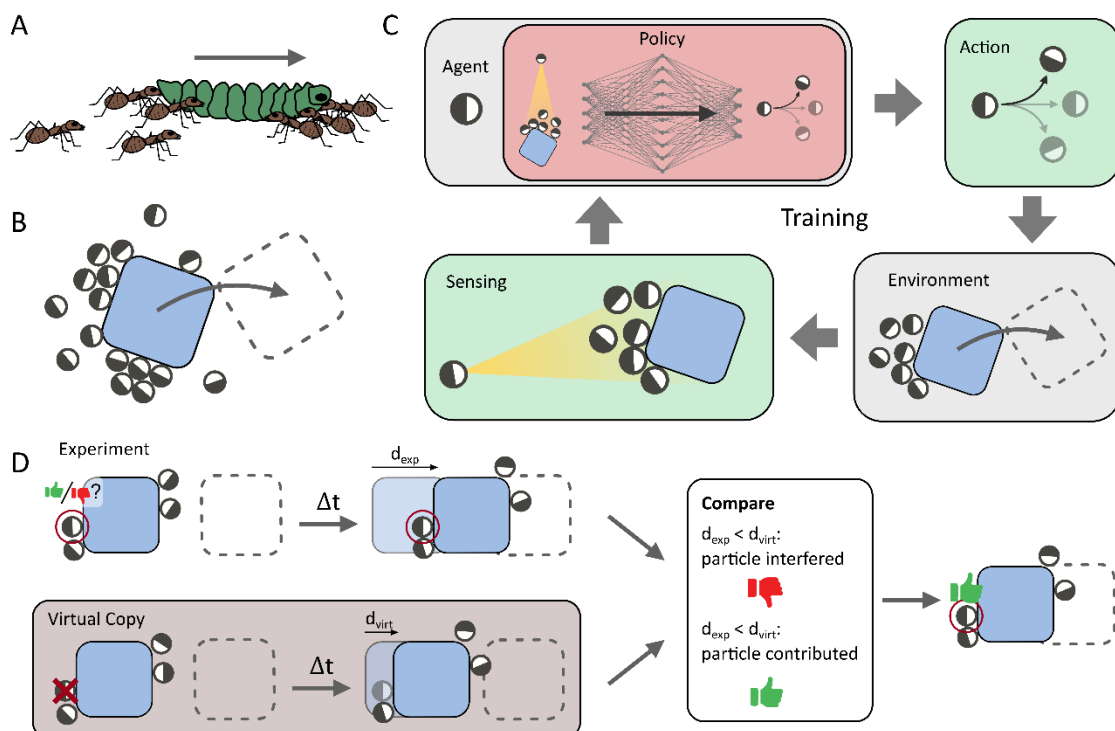 A
B
C
Agent
Policy
Action
Training
Sensing
Environment
D
Experiment
/ ?
Δt
d_exp
Virtual Copy
Δt
d_virt
Compare
d_exp < d_virt:
particle interfered
d_exp < d_virt:
particle contributed